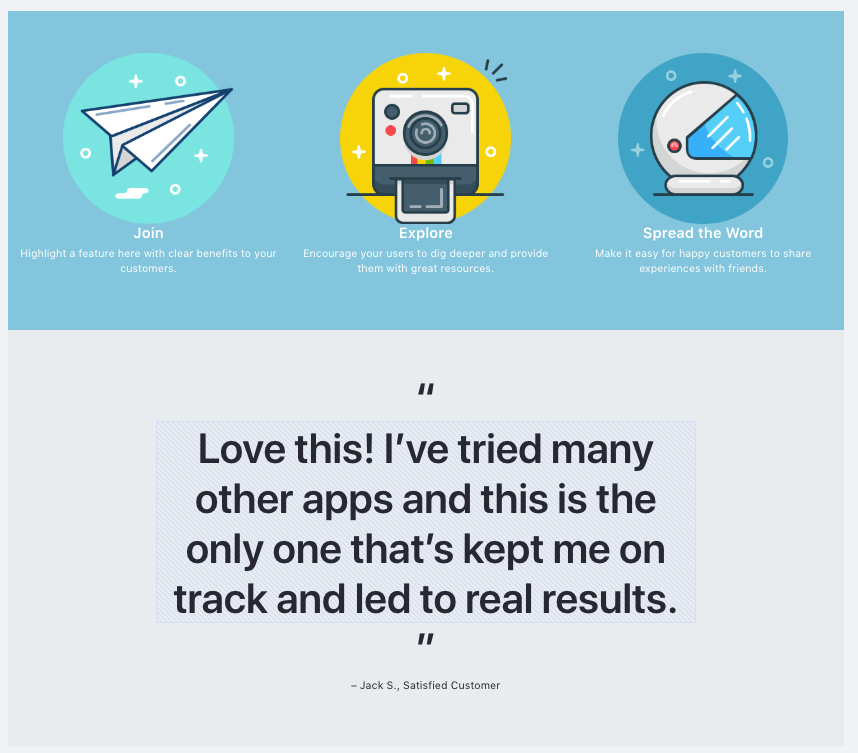 Join
Highlight a feature here with clear benefits to your
customers.
Explore
Encourage your users to dig deeper and provide
them with great resources.
Spread the Word
Make it easy for happy customers to share
experiences with friends.
“
Love this! I’ve tried many
other apps and this is the
only one that’s kept me on
track and led to real results.
”
– Jack S., Satisfied Customer